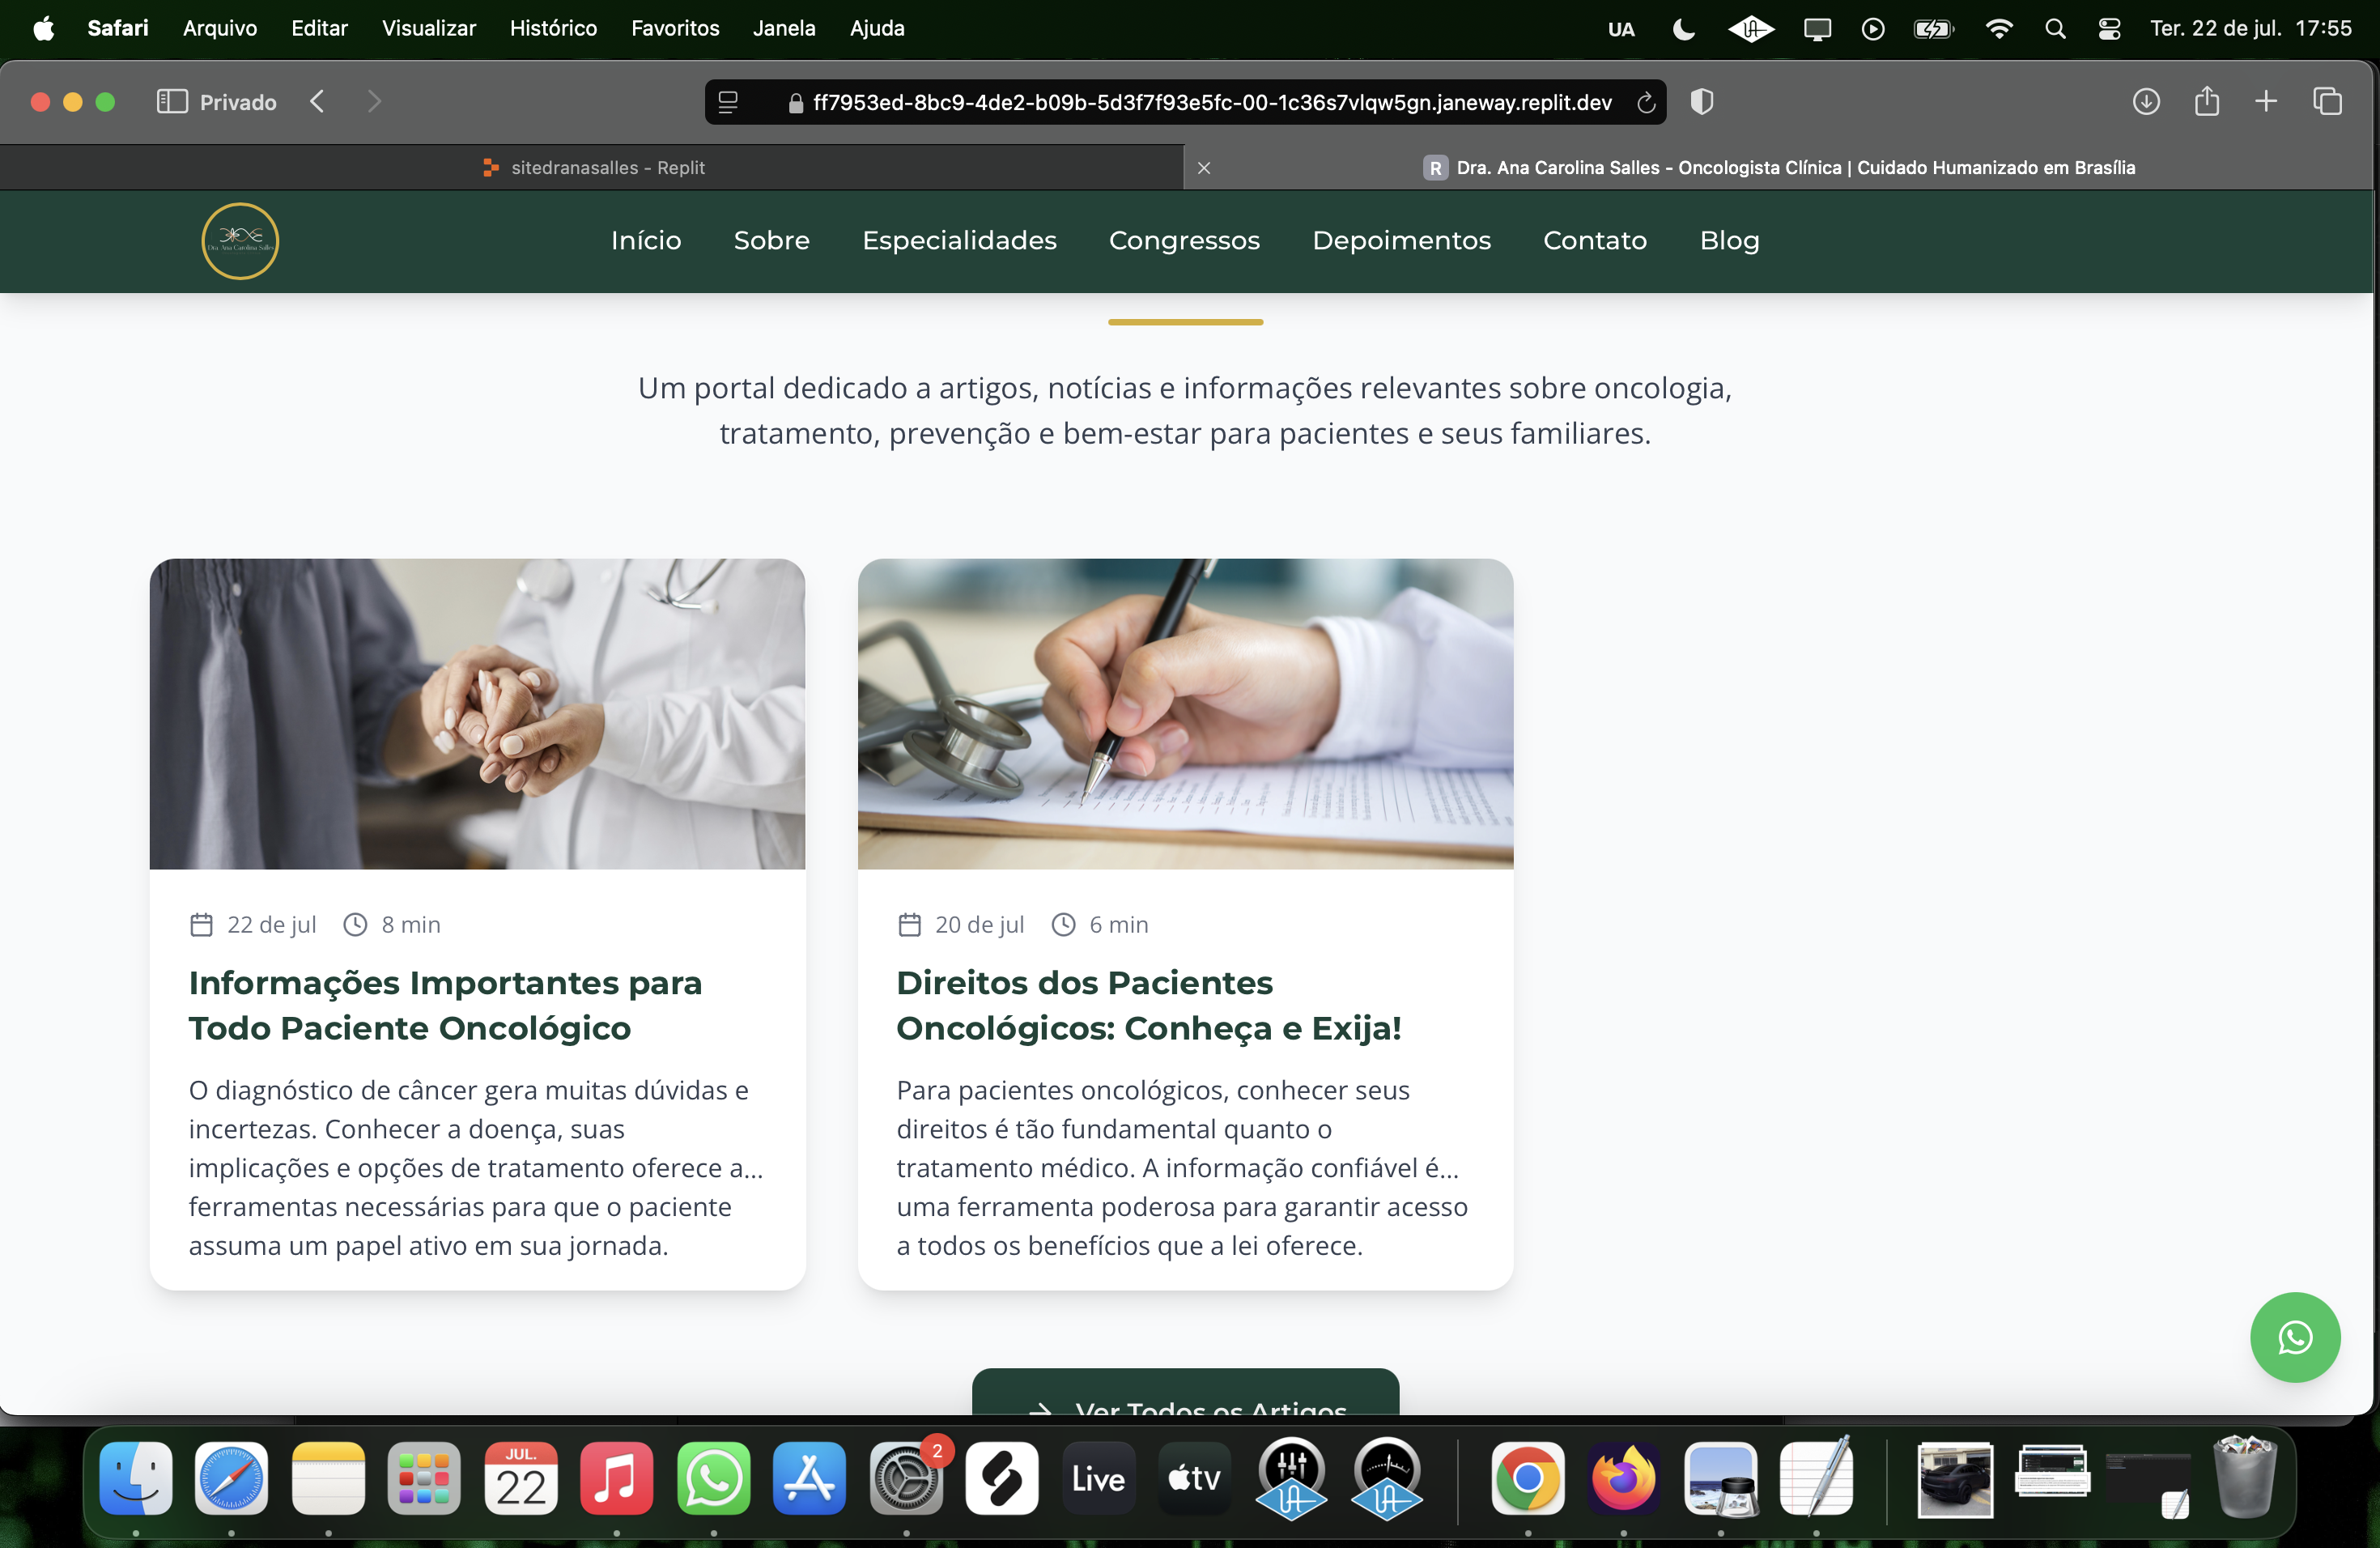 Safari Arquivo Editar Visualizar Histórico Favoritos Janela Ajuda UA Ter. 22 de jul. 17:55
Privado ff7953ed-8bc9-4de2-b09b-5d3f7f93e5fc-00-1c36s7vlqw5gn.janeway.replit.dev
sitedranasalles - Replit R Dra. Ana Carolina Salles - Oncologista Clínica | Cuidado Humanizado em Brasília
Dra. Ana Carolina Salles
Início Sobre Especialidades Congressos Depoimentos Contato Blog
Um portal dedicado a artigos, notícias e informações relevantes sobre oncologia,
tratamento, prevenção e bem-estar para pacientes e seus familiares.
22 de jul 8 min
Informações Importantes para
Todo Paciente Oncológico
O diagnóstico de câncer gera muitas dúvidas e
incertezas. Conhecer a doença, suas
implicações e opções de tratamento oferece a...
ferramentas necessárias para que o paciente
assuma um papel ativo em sua jornada.
20 de jul 6 min
Direitos dos Pacientes
Oncológicos: Conheça e Exija!
Para pacientes oncológicos, conhecer seus
direitos é tão fundamental quanto o
tratamento médico. A informação confiável é...
uma ferramenta poderosa para garantir acesso
a todos os benefícios que a lei oferece.
Ver Todos os Artigos
JUL. 22 2 Live tv UA UA